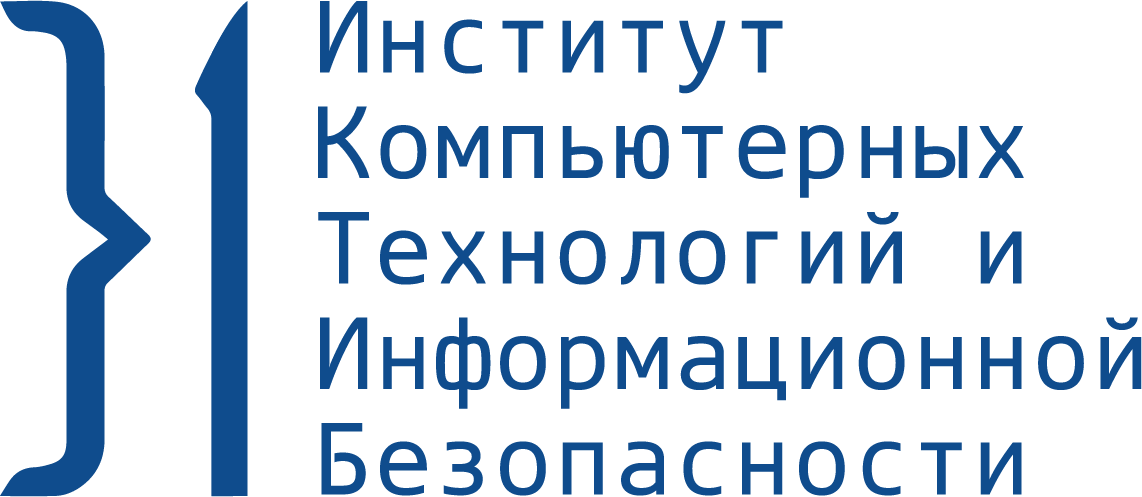 Институт
Компьютерных
Технологий и
Информационной
Безопасности